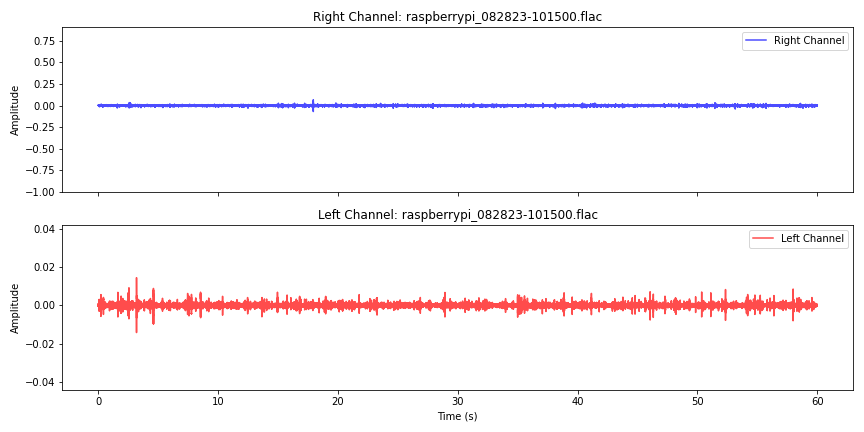 Right Channel: raspberrypi_082823-101500.flac
Right Channel
0.75
0.50
0.25
0.00
−0.25
−0.50
−0.75
−1.00
Amplitude
Left Channel: raspberrypi_082823-101500.flac
Left Channel
0.04
0.02
0.00
−0.02
−0.04
Amplitude
0 10 20 30 40 50 60
Time (s)